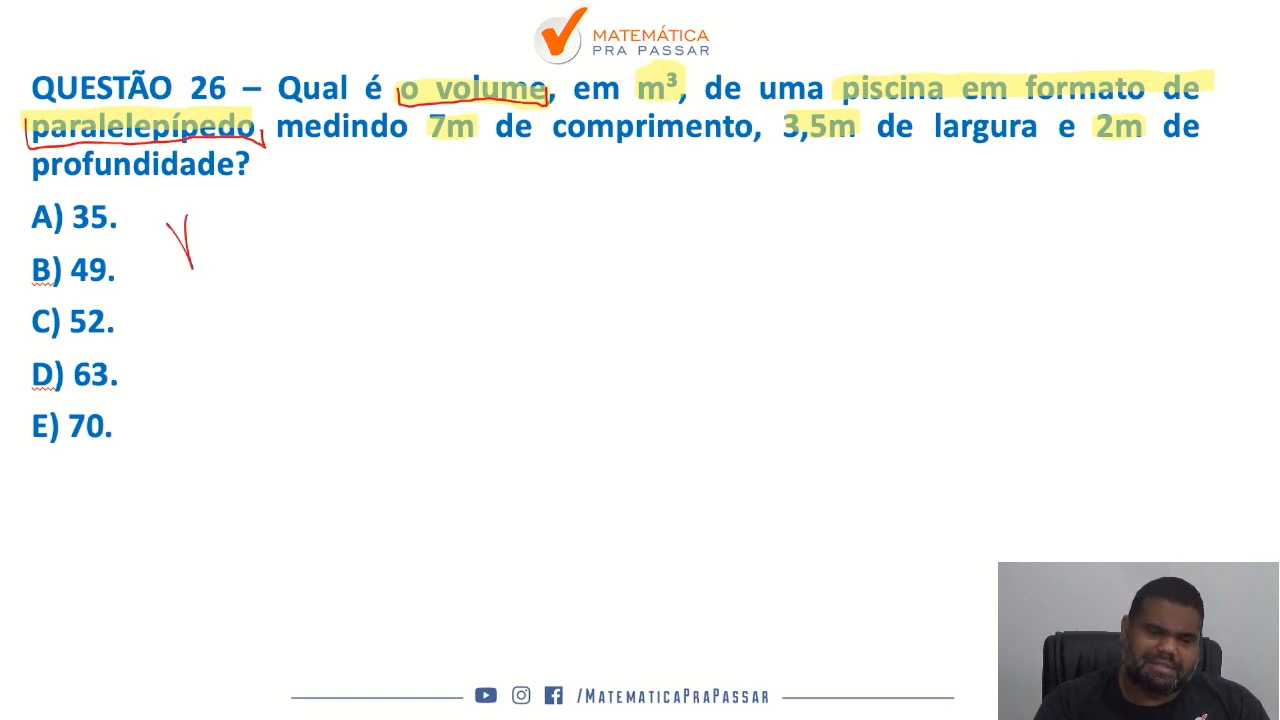 MATEMÁTICA
PRA PASSAR
QUESTÃO 26 – Qual é o volume, em m³, de uma piscina em formato de
paralelepípedo, medindo 7m de comprimento, 3,5m de largura e 2m de
profundidade?
A) 35.
V
B) 49.
C) 52.
D) 63.
E) 70.
/MATEMATICAPRAPASSAR